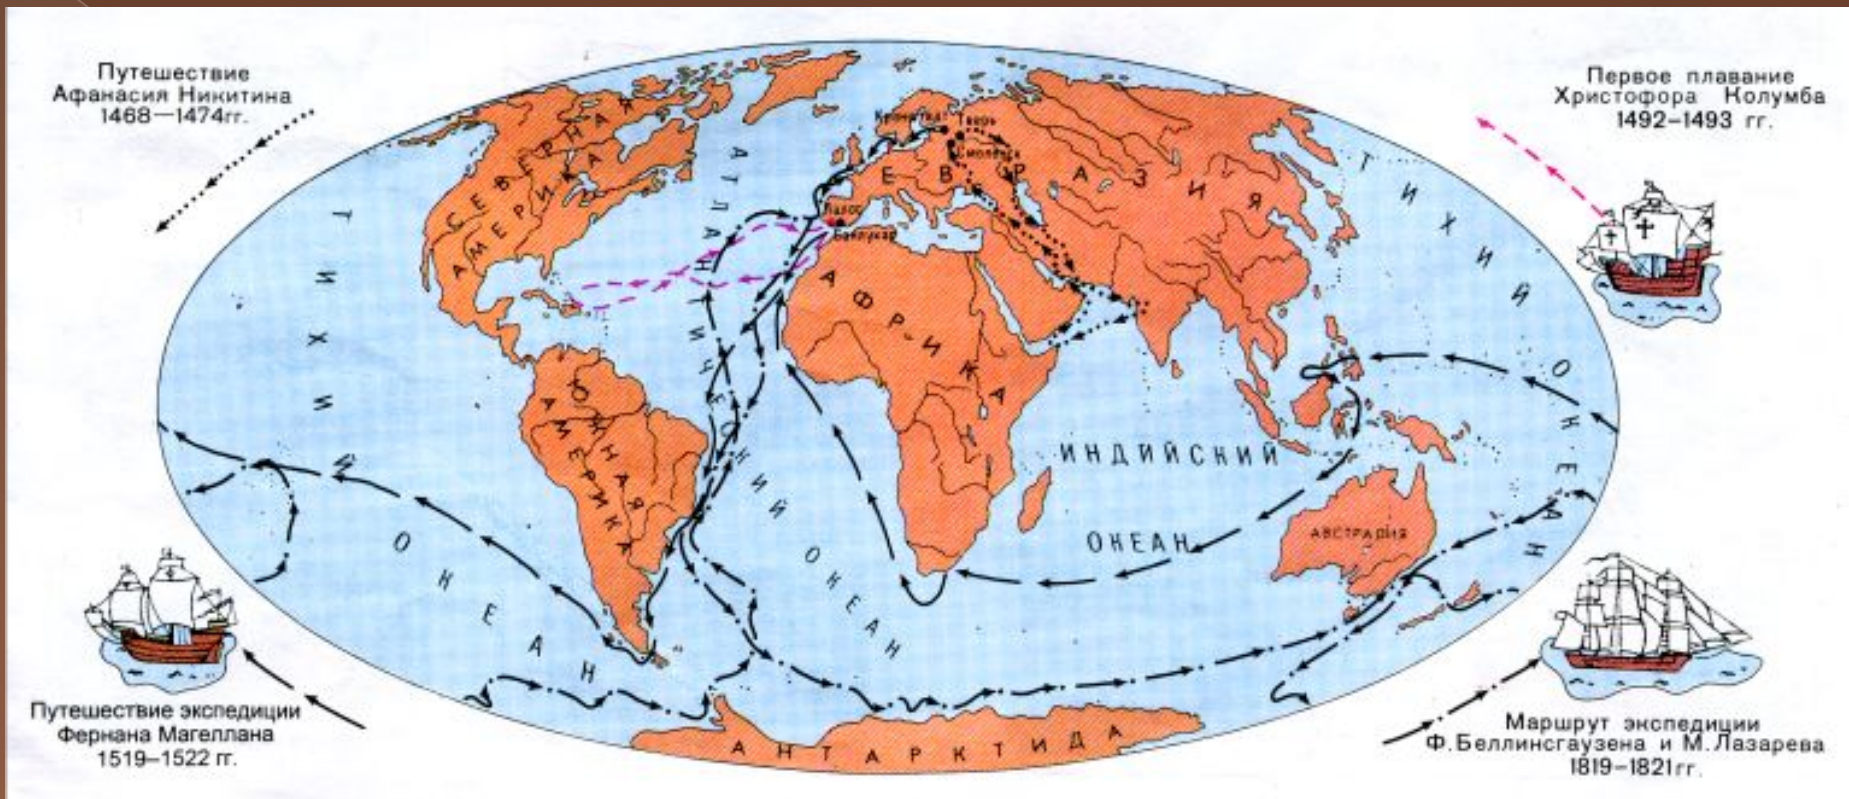 Путешествие
Афанасия Никитина
1468—1474гг.
Первое плавание
Христофора Колумба
1492–1493 гг.
СЕВЕРНАЯ
АМЕРИКА
ЮЖНАЯ
АМЕРИКА
ЕВРАЗИЯ
АФРИКА
АВСТРАЛИЯ
АНТАРКТИДА
ТИХИЙ
ОКЕАН
АТЛАНТИЧЕСКИЙ
ОКЕАН
ИНДИЙСКИЙ
ОКЕАН
ТИХИЙ
ОКЕАН
Тверь
Смоленск
Путешествие экспедиции
Фернана Магеллана
1519–1522 гг.
Маршрут экспедиции
Ф.Беллинсгаузена и М.Лазарева
1819–1821гг.